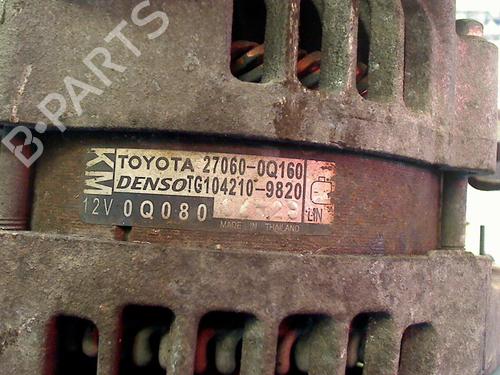 B-PARTS
KM
TOYOTA 27060-0Q160
DENSO TG104210-9820
12V 0Q080
LIN
MADE IN THAILAND